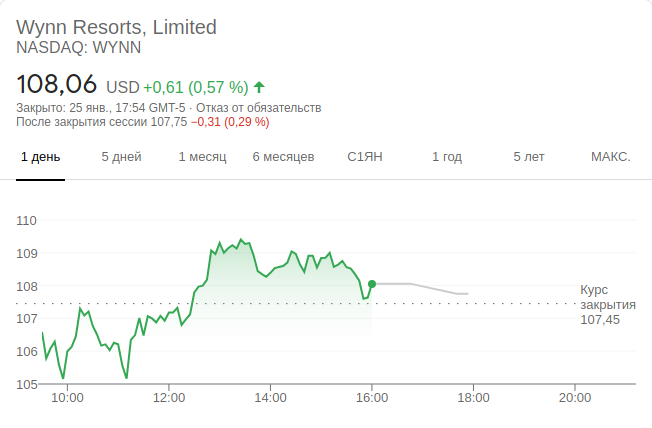 Wynn Resorts, Limited
NASDAQ: WYNN
108,06 USD +0,61 (0,57 %)
Закрыто: 25 янв., 17:54 GMT-5 · Отказ от обязательств
После закрытия сессии 107,75 −0,31 (0,29 %)
1 день 5 дней 1 месяц 6 месяцев С1ЯН 1 год 5 лет МАКС.
110
109
108
Курс
закрытия
107,45
107
106
105
10:00 12:00 14:00 16:00 18:00 20:00